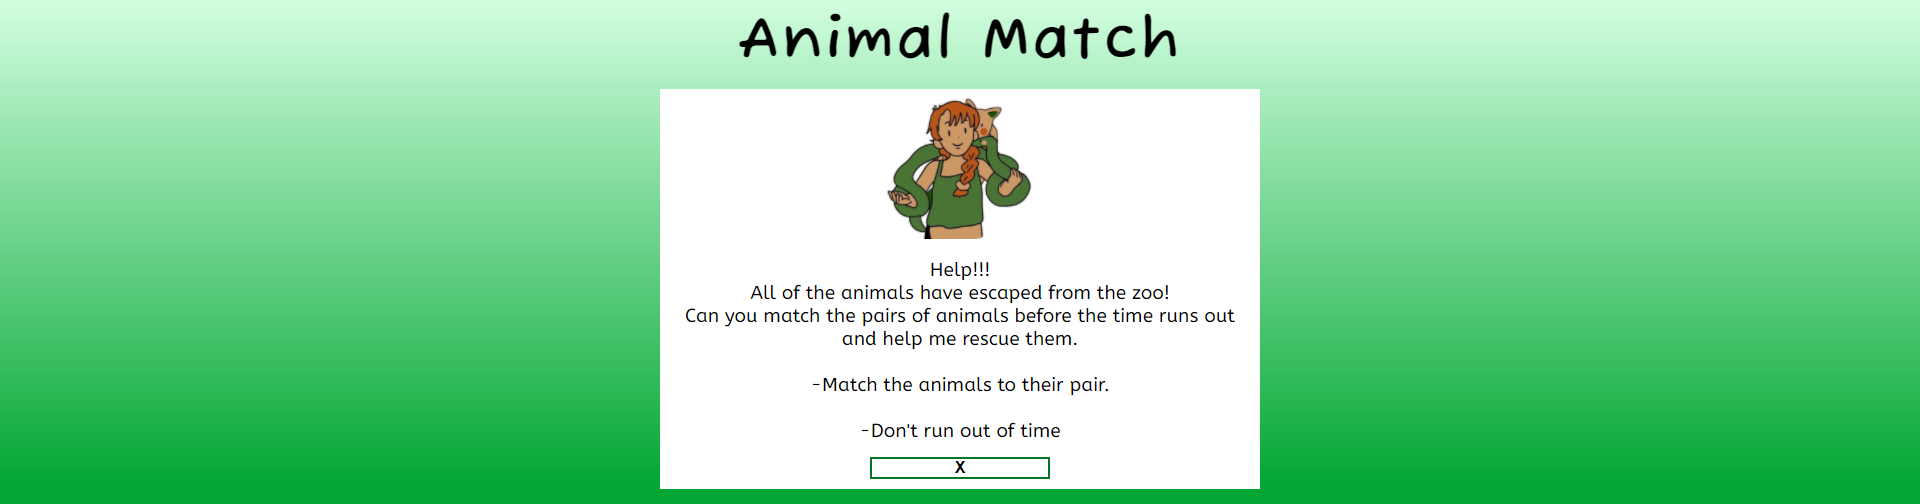 Animal Match
Help!!!
All of the animals have escaped from the zoo!
Can you match the pairs of animals before the time runs out
and help me rescue them.
-Match the animals to their pair.
-Don't run out of time
X